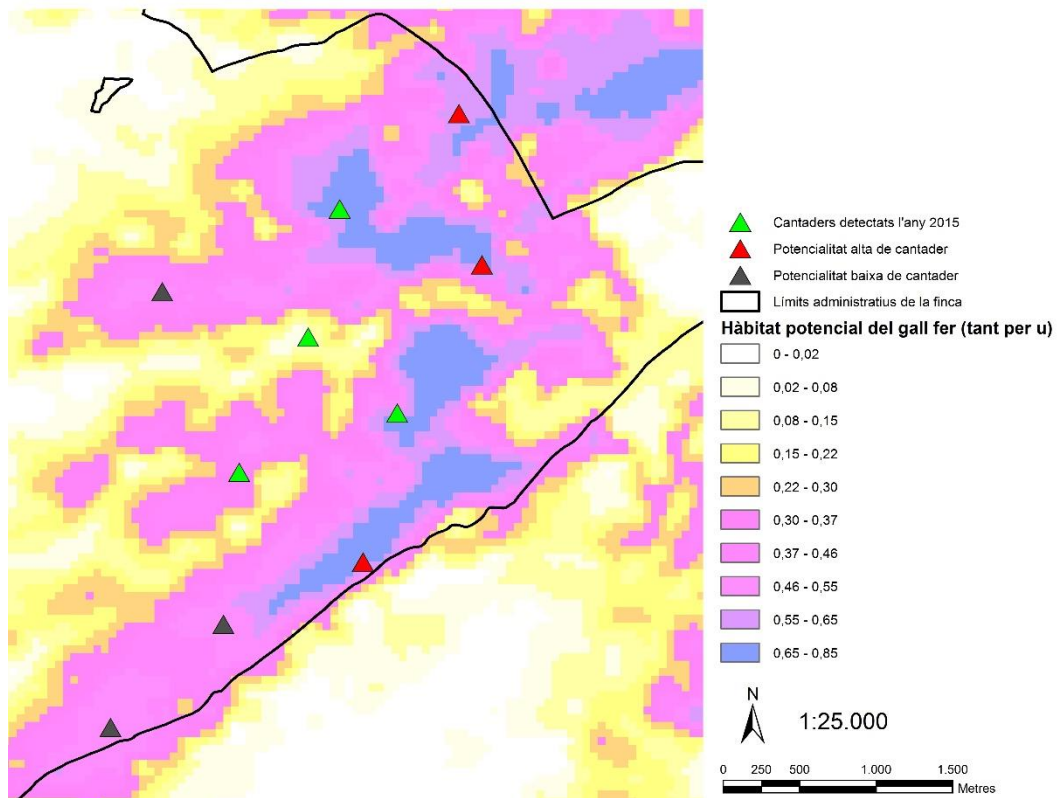 Cantaders detectats l'any 2015
Potencialitat alta de cantader
Potencialitat baixa de cantader
Límits administratius de la finca
Hàbitat potencial del gall fer (tant per u)
0 - 0,02
0,02 - 0,08
0,08 - 0,15
0,15 - 0,22
0,22 - 0,30
0,30 - 0,37
0,37 - 0,46
0,46 - 0,55
0,55 - 0,65
0,65 - 0,85
N
1:25.000
0 250 500 1.000 1.500
Metres